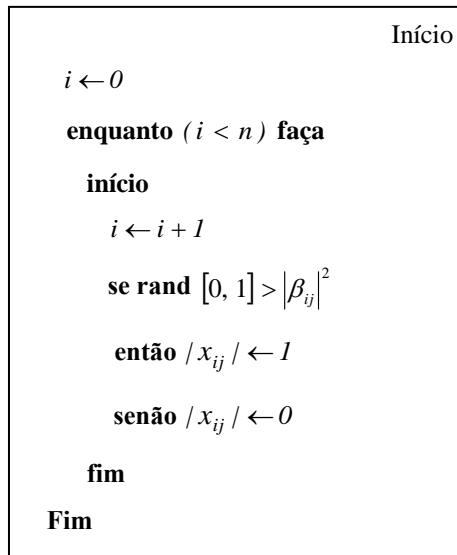 Início
i ← 0
enquanto ( i < n ) faça
início
i ← i + 1
se rand [0, 1] > |β_ij|²
então / x_ij / ← 1
senão / x_ij / ← 0
fim
Fim